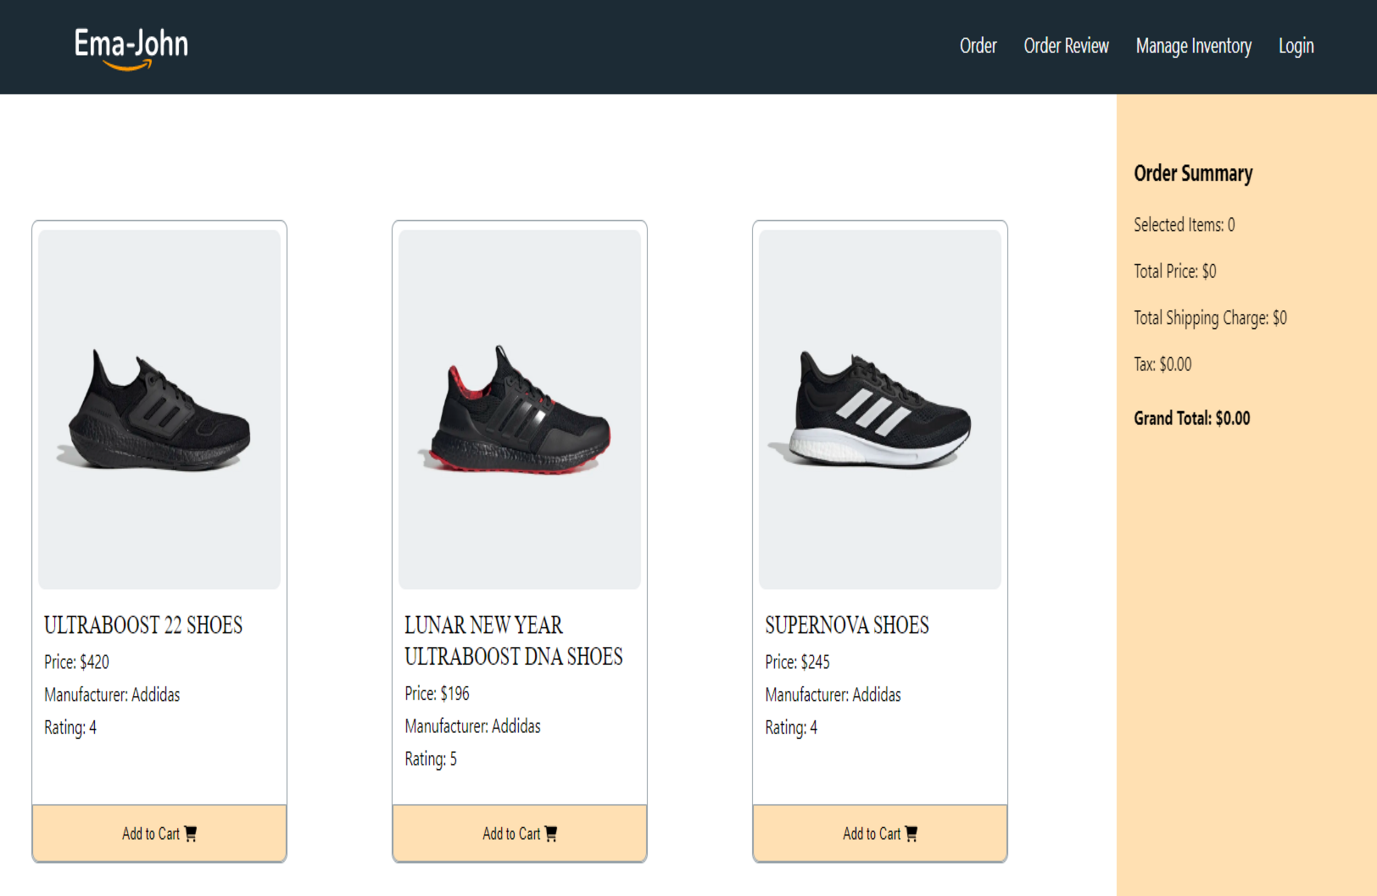 Ema-John
Order
Order Review
Manage Inventory
Login
ULTRABOOST 22 SHOES
Price: $420
Manufacturer: Addidas
Rating: 4
Add to Cart
LUNAR NEW YEAR
ULTRABOOST DNA SHOES
Price: $196
Manufacturer: Addidas
Rating: 5
Add to Cart
SUPERNOVA SHOES
Price: $245
Manufacturer: Addidas
Rating: 4
Add to Cart
Order Summary
Selected Items: 0
Total Price: $0
Total Shipping Charge: $0
Tax: $0.00
Grand Total: $0.00